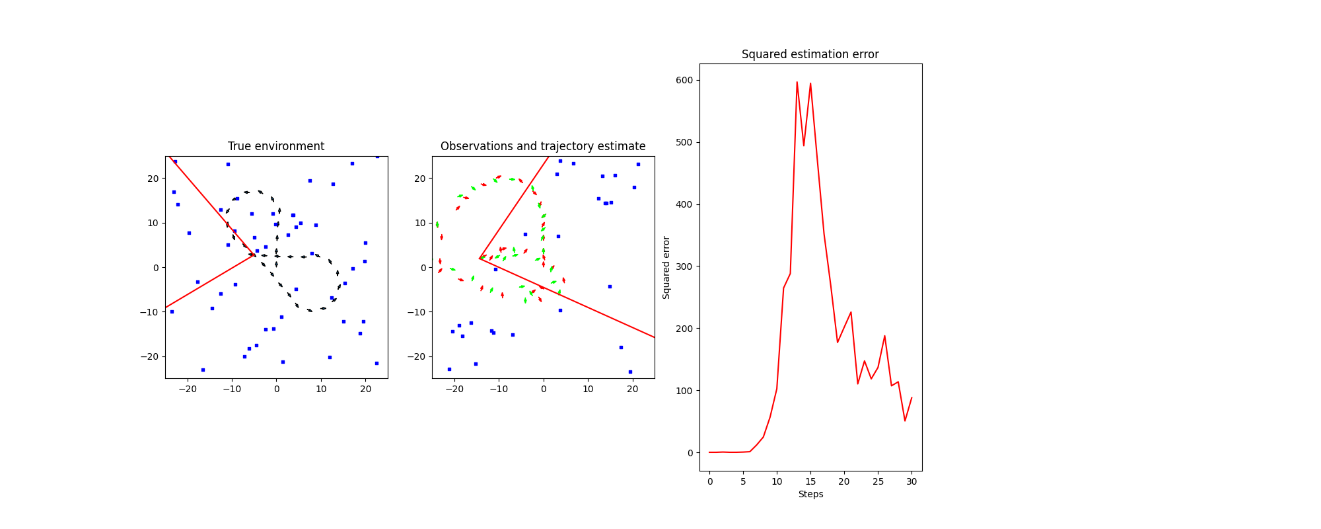 True environment
20
10
0
−10
−20
−20 −10 0 10 20
Observations and trajectory estimate
20
10
0
−10
−20
−20 −10 0 10 20
Squared estimation error
Squared error
600
500
400
300
200
100
0
0 5 10 15 20 25 30
Steps